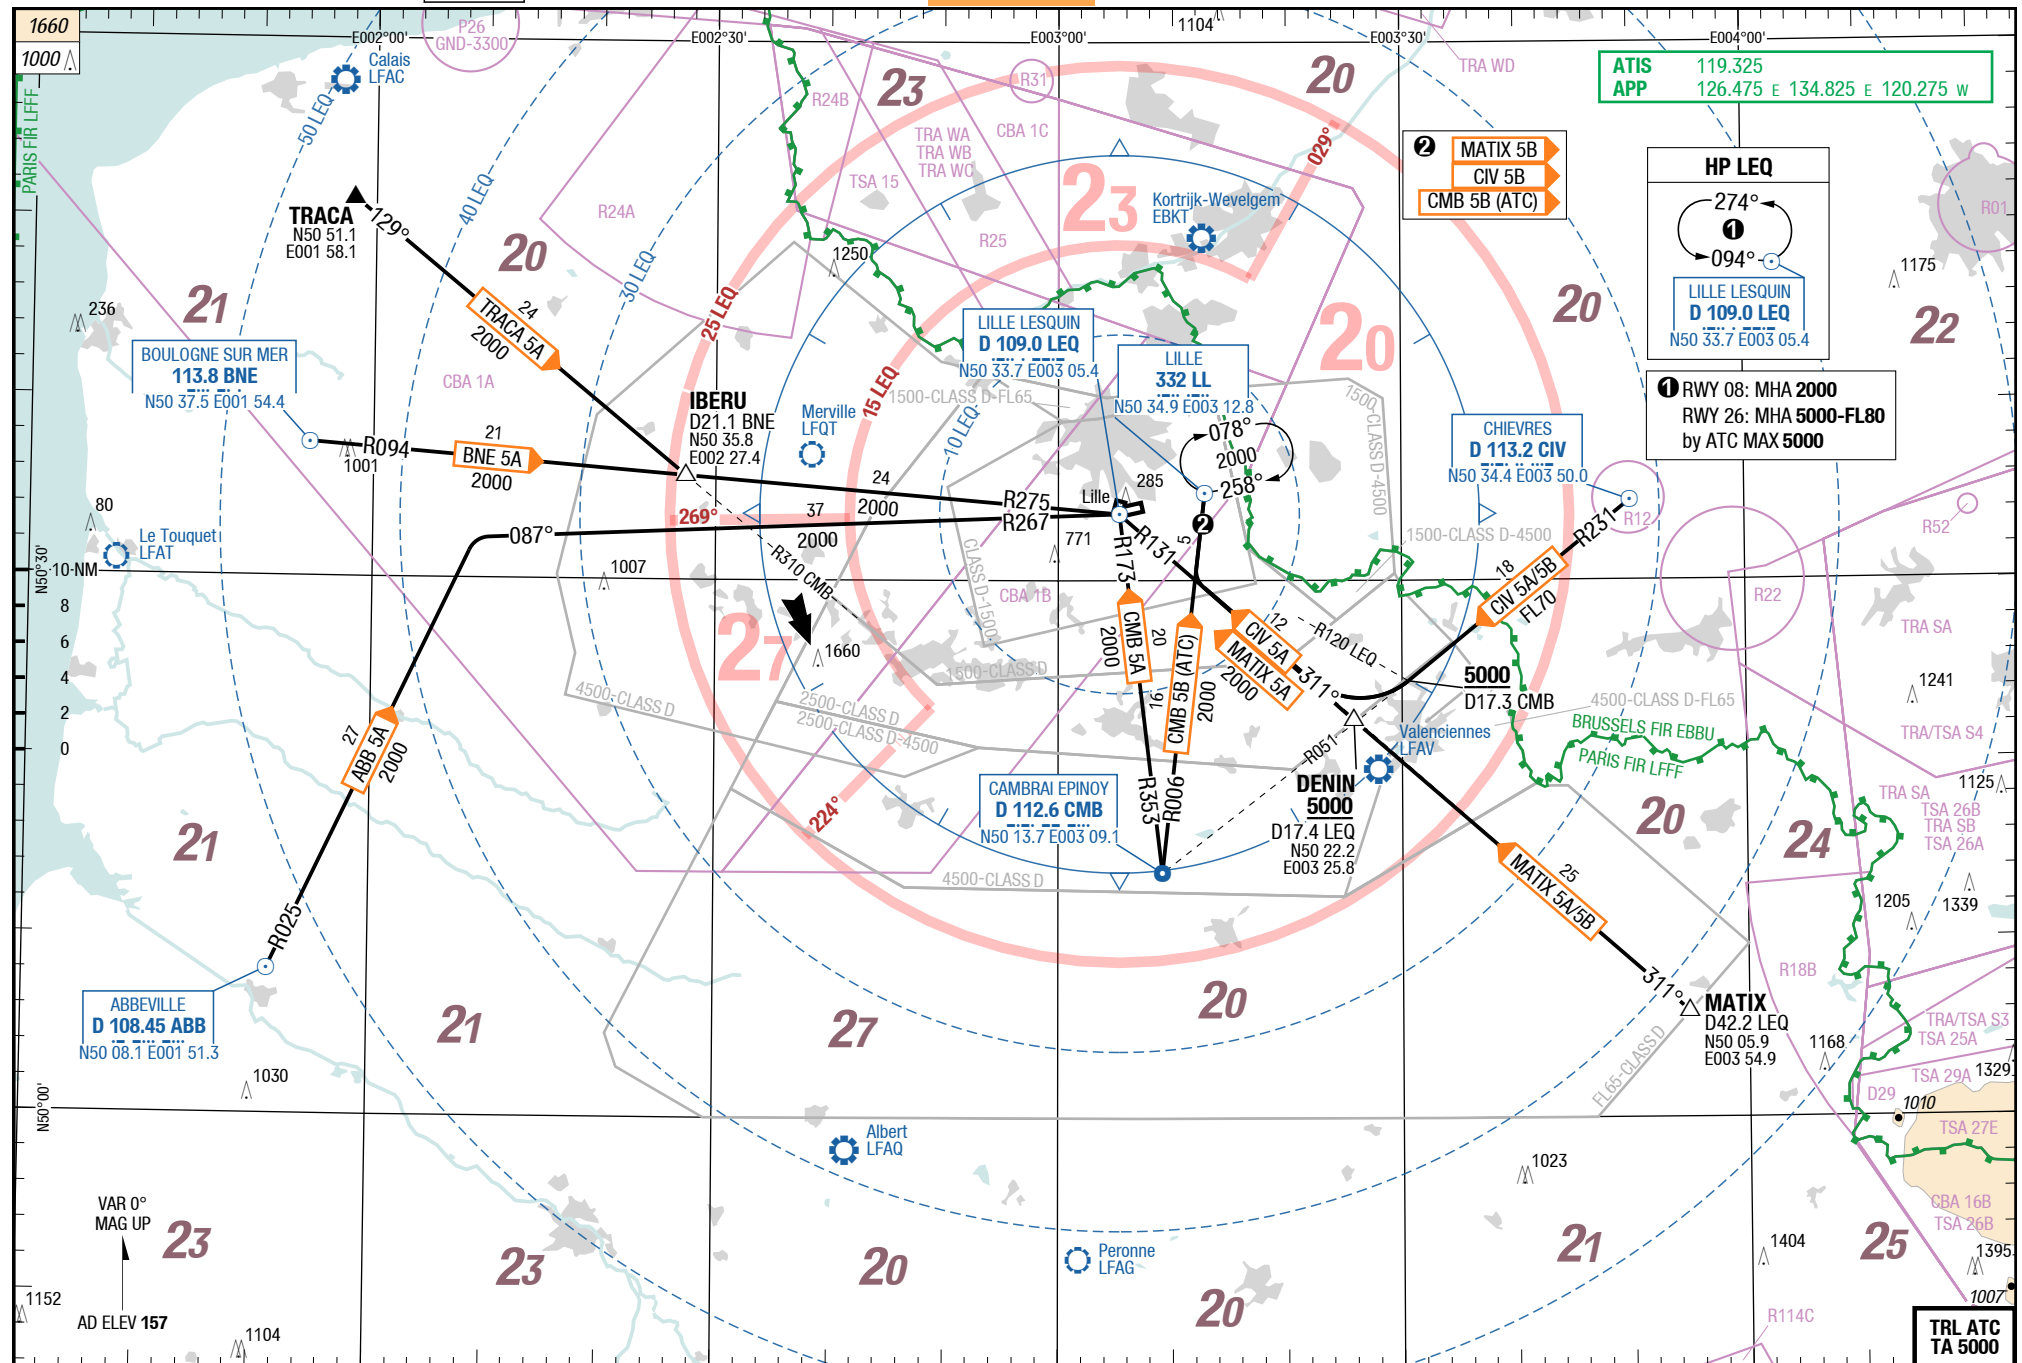 1660
1000
P26
GND-3300
E002°00'
E002°30'
E003°00'
1104
E003°30'
E004°00'
Calais
LFAC
PARIS FIR LFFF
50 LEQ
40 LEQ
30 LEQ
25 LEQ
15 LEQ
10 LEQ
R24B
23
R31
20
TRA WD
ATIS 119.325
APP 126.475 E 134.825 E 120.275 W
TRA WA
TRA WB
TRA WC
CBA 1C
TSA 15
029°
2 MATIX 5B
CIV 5B
CMB 5B (ATC)
HP LEQ
274°
1
094°
LILLE LESQUIN
D 109.0 LEQ
N50 33.7 E003 05.4
1 RWY 08: MHA 2000
RWY 26: MHA 5000-FL80
by ATC MAX 5000
R01
1175
22
TRACA
N50 51.1
E001 58.1
129°
20
R24A
23
R25
Kortrijk-Wevelgem
EBKT
1250
20
20
21
236
24
TRACA 5A
2000
BOULOGNE SUR MER
113.8 BNE
N50 37.5 E001 54.4
CBA 1A
LILLE LESQUIN
D 109.0 LEQ
N50 33.7 E003 05.4
LILLE
332 LL
N50 34.9 E003 12.8
1500-CLASS D-FL65
1500-CLASS D-4500
IBERU
D21.1 BNE
N50 35.8
E002 27.4
Merville
LFQT
078°
2000
258°
CHIEVRES
D 113.2 CIV
N50 34.4 E003 50.0
R12
R52
R094
21
BNE 5A
2000
1001
24
2000
R275
R267
Lille
285
771
2
80
Le Touquet
LFAT
087°
269°
37
2000
R310 CMB
R173
R131
5
1500-CLASS D-4500
R231
N50°30'
10 NM
8
6
4
2
0
1007
CLASS D-1500
CBA 1B
18
CIV 5A/5B
FL70
R22
TRA SA
27
1660
1500-CLASS D
CMB 5A
2000
20
16
CMB 5B (ATC)
2000
12
CIV 5A
MATIX 5A
2000
R120 LEQ
311°
5000
D17.3 CMB
1241
4500-CLASS D
2500-CLASS D
2500-CLASS D-4500
4500-CLASS D-FL65
BRUSSELS FIR EBBU
PARIS FIR LFFF
TRA/TSA S4
27
ABB 5A
2000
R051
Valenciennes
LFAV
DENIN
5000
D17.4 LEQ
N50 22.2
E003 25.8
CAMBRAI EPINOY
D 112.6 CMB
N50 13.7 E003 09.1
R353
R006
224°
21
20
24
1125
TRA SA
TSA 26B
TRA SB
TSA 26A
4500-CLASS D
25
MATIX 5A/5B
1205
1339
R025
R18B
311°
MATIX
D42.2 LEQ
N50 05.9
E003 54.9
ABBEVILLE
D 108.45 ABB
N50 08.1 E001 51.3
21
27
20
TRA/TSA S3
TSA 25A
1168
FL65-CLASS D
TSA 29A
1329
D29
1010
N50°00'
1030
Albert
LFAQ
TSA 27E
1023
VAR 0°
MAG UP
23
23
20
20
21
25
CBA 16B
TSA 26B
Peronne
LFAG
1404
1395
1007
1152
AD ELEV 157
1104
R114C
TRL ATC
TA 5000